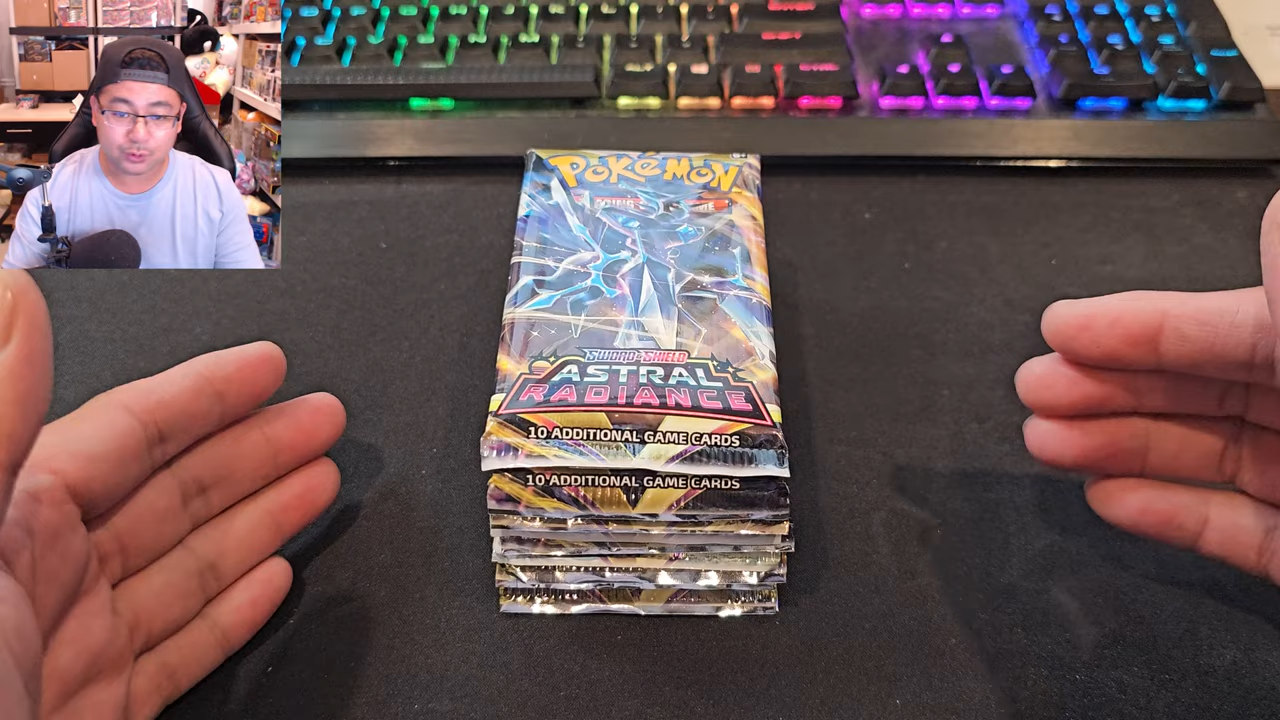 POKéMON
SWORD & SHIELD
ASTRAL
RADIANCE
10 ADDITIONAL GAME CARDS
10 ADDITIONAL GAME CARDS